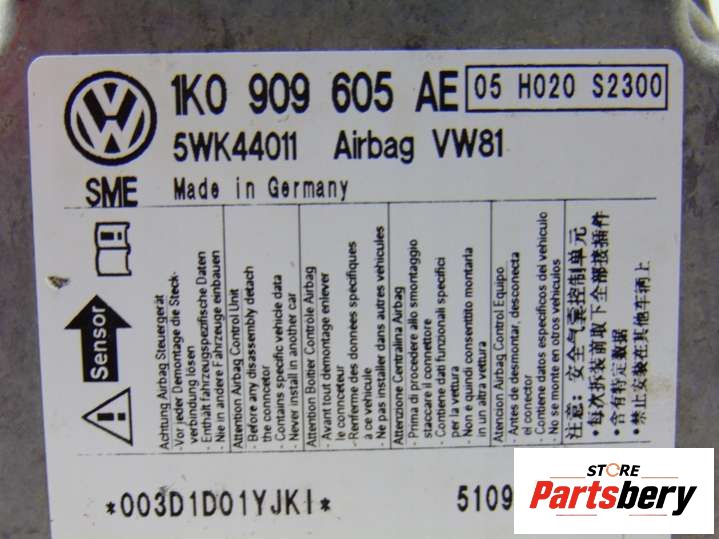 1K0 909 605 AE
05 H020 S2300
5WK44011 Airbag VW81
SME Made in Germany
Sensor
Achtung Airbag Steuergerät
-Vor jeder Demontage die Steck-
verbindung lösen
-Enthält fahrzeugspezifische Daten
-Nie in andere Fahrzeuge einbauen
Attention Airbag Control Unit
-Before any disassembly detach
the conncetor
-Contains specific vehicle data
-Never install in another car
Attention Boîtier Controle Airbag
-Avant tout démontage enlever
le connceteur
-Renferme des données spécifiques
a ce véhicule
-Ne pas installer dans autres véhicules
Attenzione Centralina Airbag
-Prima di procedere allo smontaggio
staccare il connettore
-Contiene dati funzionali specifici
per la vettura
-Non e quindi consentito montarla
in un altra vettura
Atencion Airbag Control Equipo
-Antes de desmontar, desconecta
el conector
-Contiene datos especificos del vehiculo
-No se monte en otros vehiculos
注意: 安全气囊控制单元
•每次拆装前取下全部接插件
•含有特定数据
•禁止安装在其他车辆上
*003D1D01YJKI*
5109
STORE
Partsbery